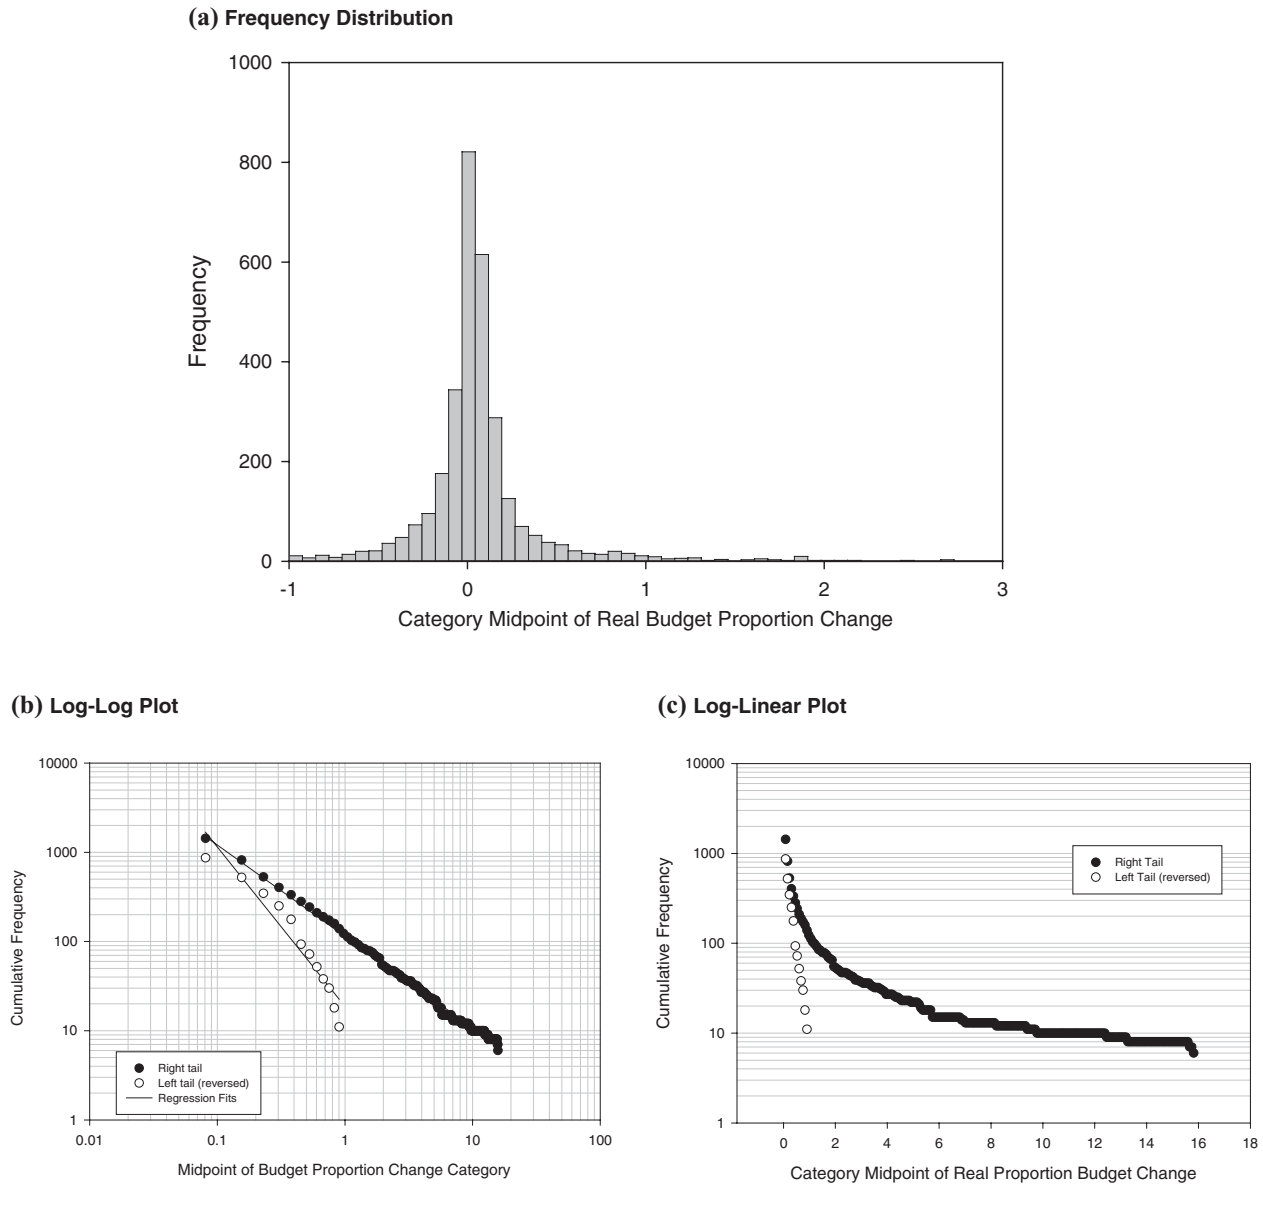 (a) Frequency Distribution
1000
800
600
400
200
0
Frequency
-1 0 1 2 3
Category Midpoint of Real Budget Proportion Change
(b) Log-Log Plot
10000
1000
100
10
1
Cumulative Frequency
Right tail
Left tail (reversed)
Regression Fits
0.01 0.1 1 10 100
Midpoint of Budget Proportion Change Category
(c) Log-Linear Plot
10000
1000
100
10
1
Cumulative Frequency
Right Tail
Left Tail (reversed)
0 2 4 6 8 10 12 14 16 18
Category Midpoint of Real Proportion Budget Change